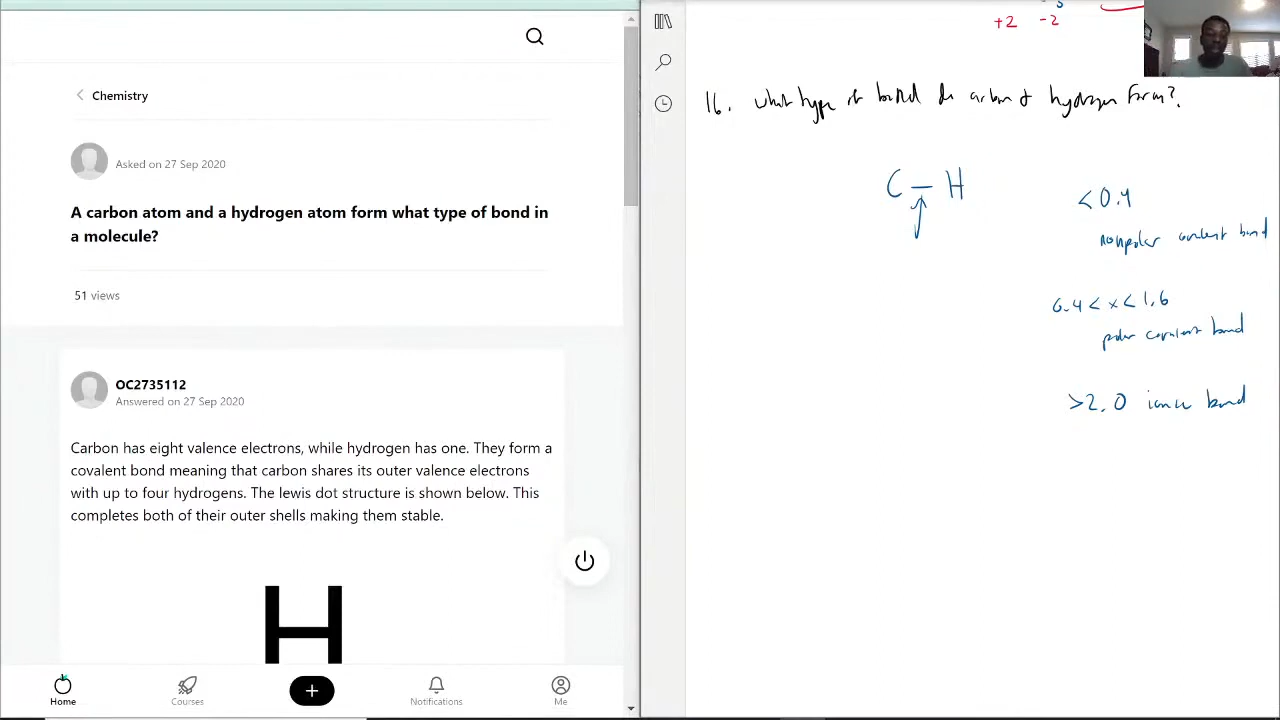 Chemistry
Asked on 27 Sep 2020
A carbon atom and a hydrogen atom form what type of bond in
a molecule?
51 views
OC2735112
Answered on 27 Sep 2020
Carbon has eight valence electrons, while hydrogen has one. They form a
covalent bond meaning that carbon shares its outer valence electrons
with up to four hydrogens. The lewis dot structure is shown below. This
completes both of their outer shells making them stable.
H
Home
Courses
Notifications
Me
+2 -2
16. What type of bond do carbon & hydrogen form?
C – H
<0.4
nonpolar covalent bond
0.4 < x < 1.6
polar covalent bond
>2.0 ionic bond